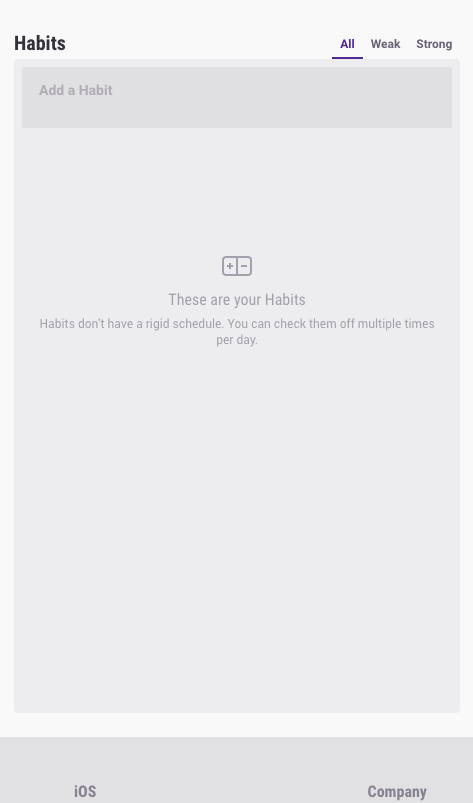 Habits
All Weak Strong
Add a Habit
These are your Habits
Habits don't have a rigid schedule. You can check them off multiple times
per day.
iOS
Company